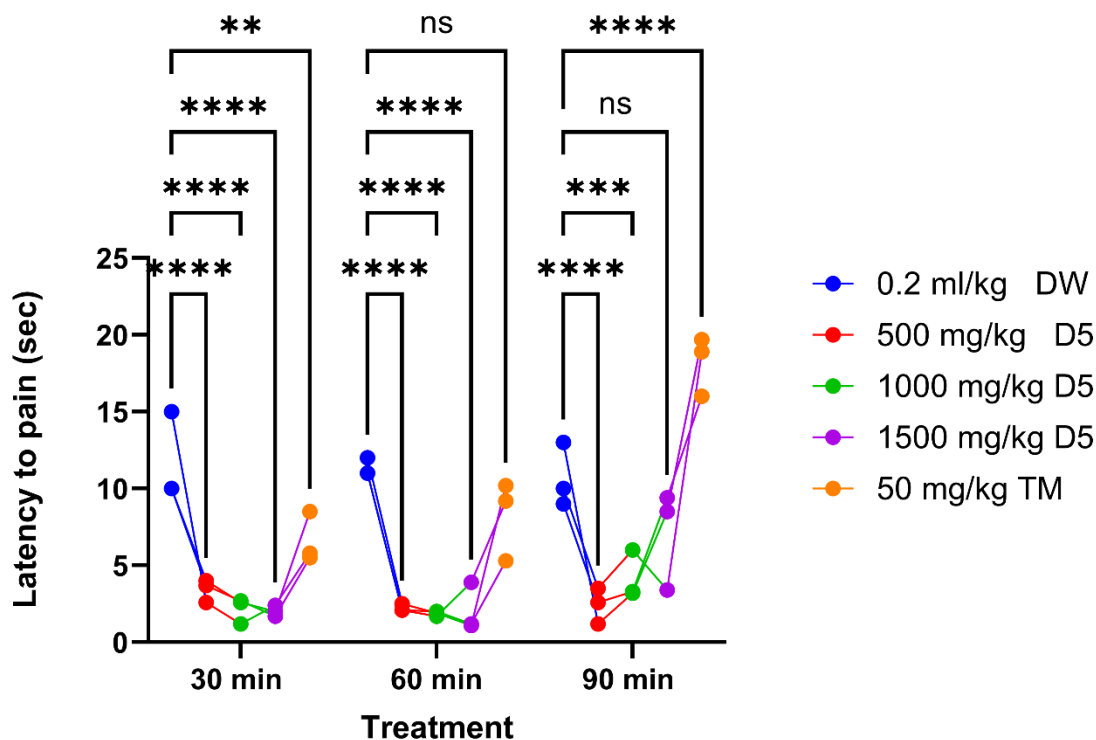 ** ns ****
**** **** ns
**** **** ***
**** **** ****
25
20
15
10
5
0
Latency to pain (sec)
30 min 60 min 90 min
Treatment
0.2 ml/kg DW
500 mg/kg D5
1000 mg/kg D5
1500 mg/kg D5
50 mg/kg TM